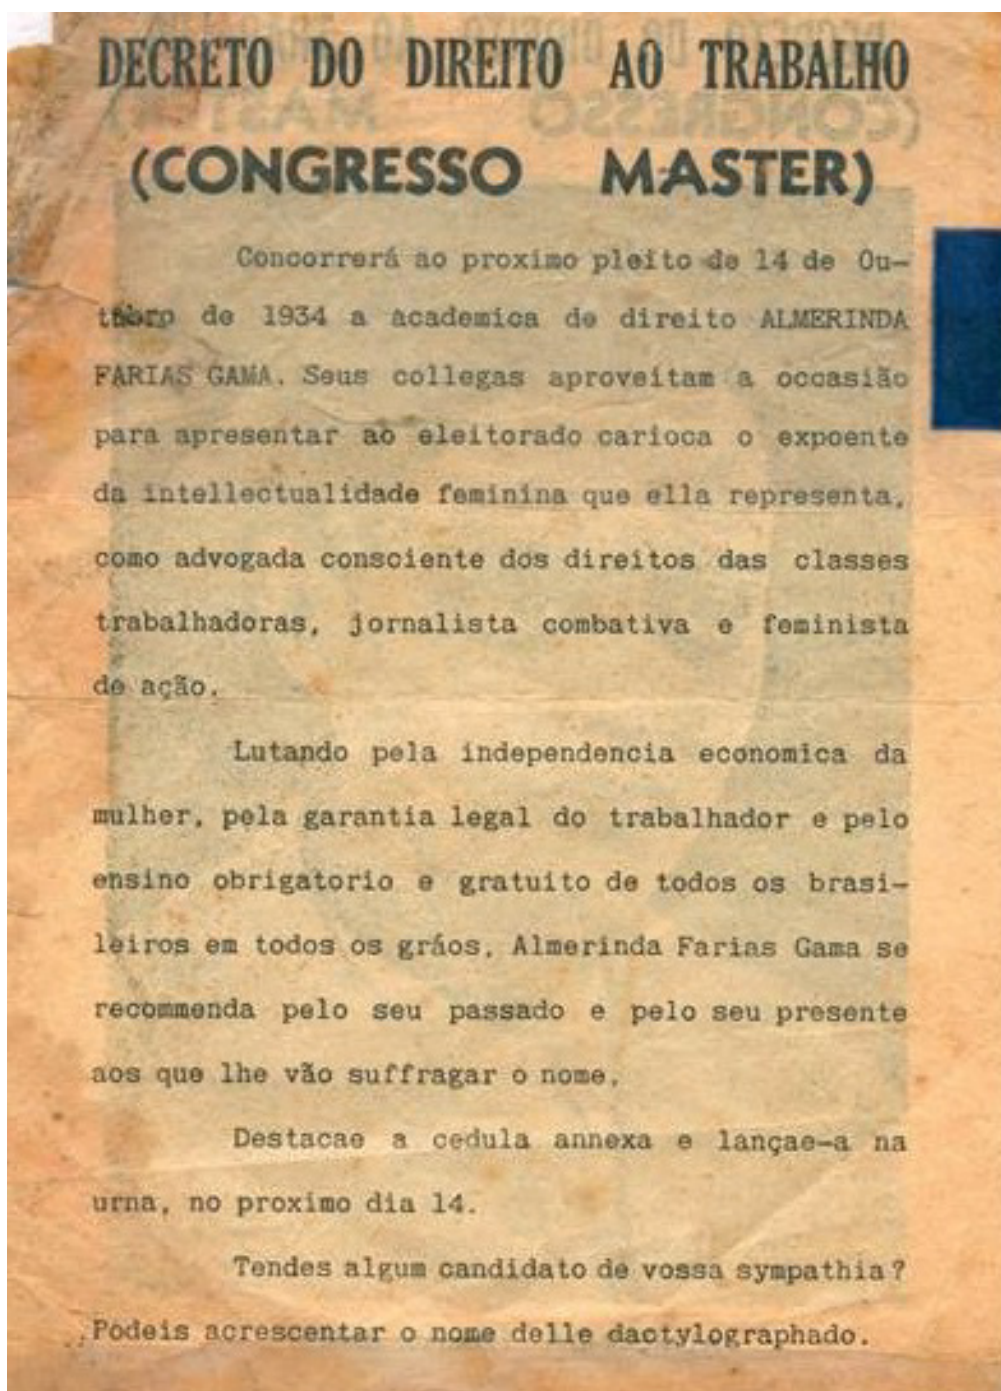 DECRETO DO DIREITO AO TRABALHO
(CONGRESSO MASTER)
Concorrerá ao proximo pleito de 14 de Ou-
tubro de 1934 a academica de direito ALMERINDA
FARIAS GAMA. Seus collegas aproveitam a occasião
para apresentar ao eleitorado carioca o expoente
da intellectualidade feminina que ella representa,
como advogada consciente dos direitos das classes
trabalhadoras, jornalista combativa e feminista
de ação.
Lutando pela independencia economica da
mulher, pela garantia legal do trabalhador e pelo
ensino obrigatorio e gratuito de todos os brasi-
leiros em todos os gráos, Almerinda Farias Gama se
recommenda pelo seu passado e pelo seu presente
aos que lhe vão suffragar o nome.
Destacae a cedula annexa e lançae-a na
urna, no proximo dia 14.
Tendes algum candidato de vossa sympathia?
Podeis acrescentar o nome delle dactylographado.